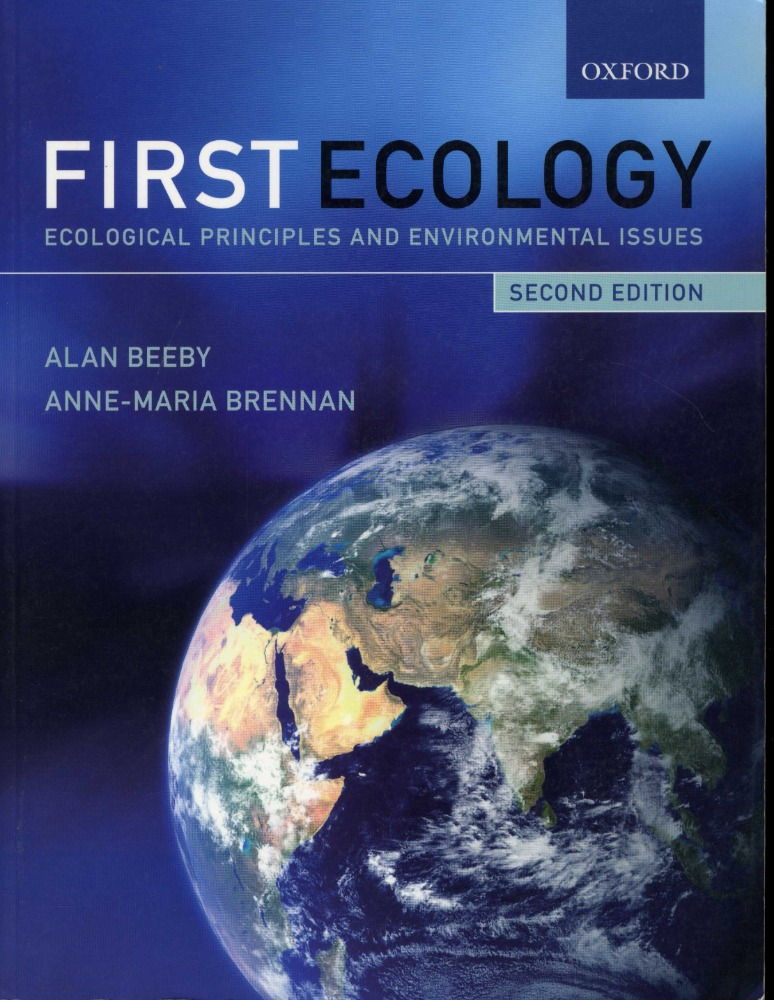 OXFORD
FIRST ECOLOGY
ECOLOGICAL PRINCIPLES AND ENVIRONMENTAL ISSUES
SECOND EDITION
ALAN BEEBY
ANNE-MARIA BRENNAN